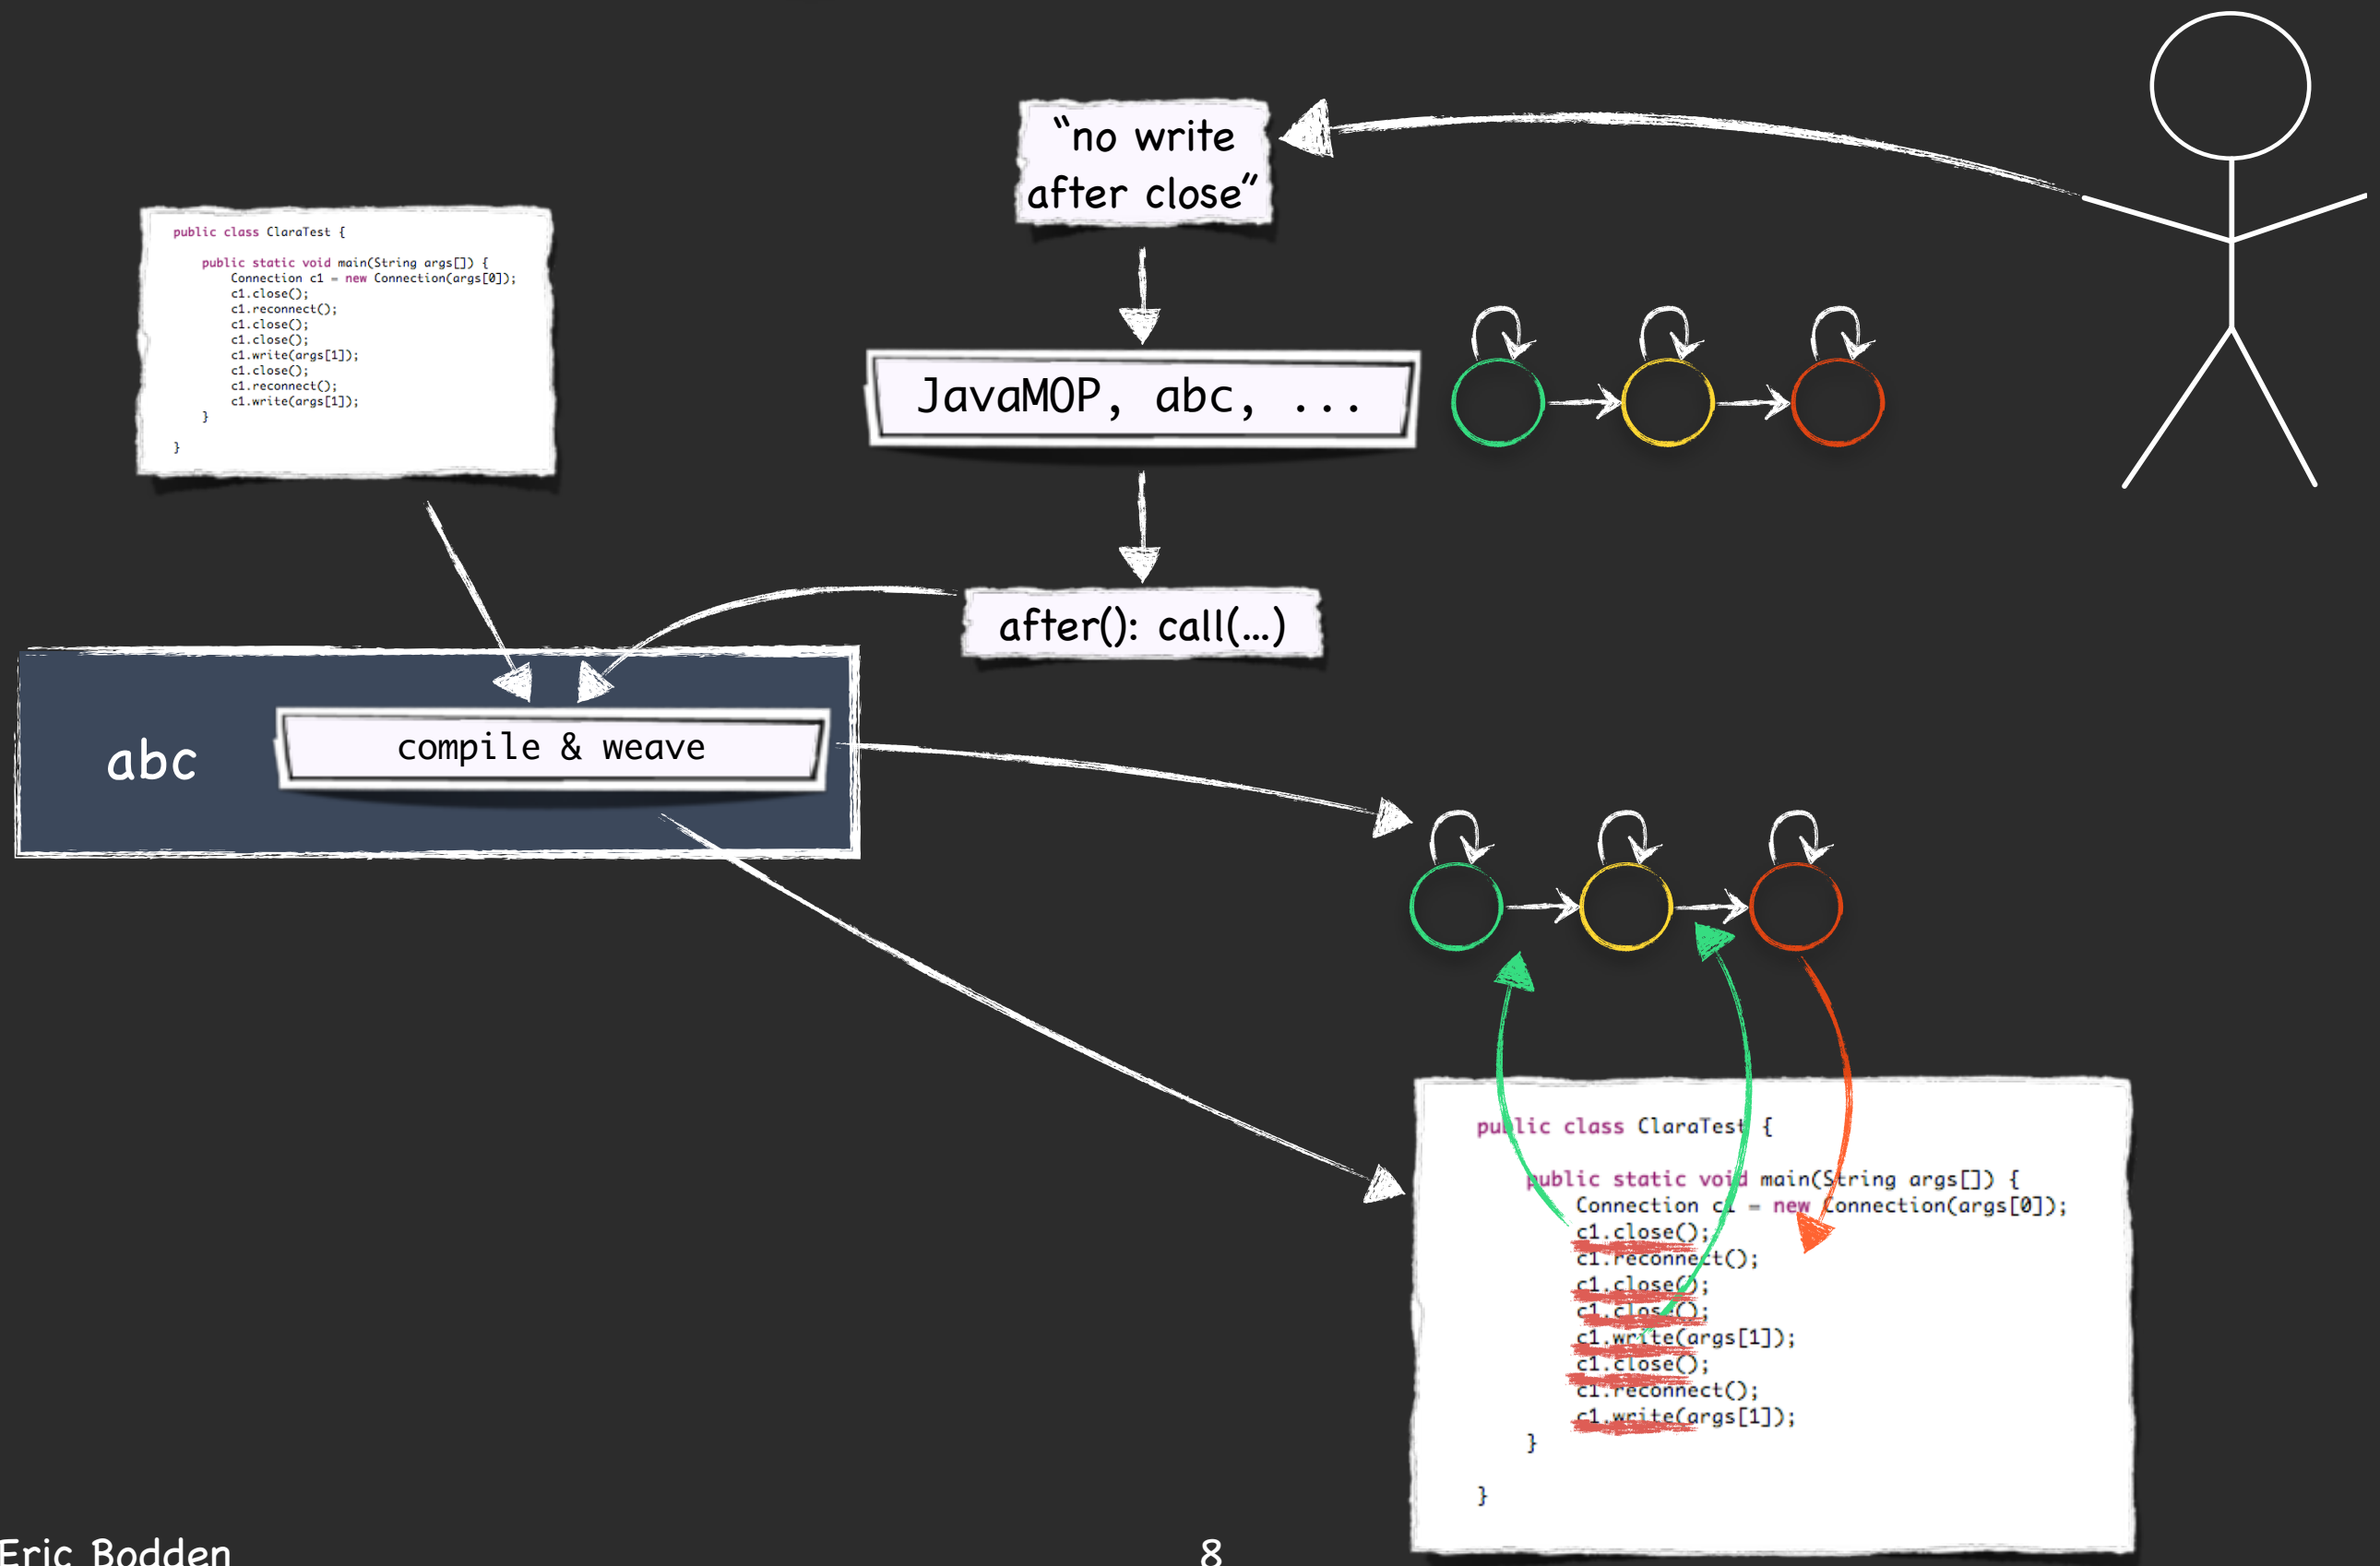 “no write
after close”
public class ClaraTest {
public static void main(String args[]) {
Connection c1 = new Connection(args[0]);
c1.close();
c1.reconnect();
c1.close();
c1.close();
c1.write(args[1]);
c1.close();
c1.reconnect();
c1.write(args[1]);
}
}
JavaMOP, abc, ...
after(): call(...)
abc
compile & weave
public class ClaraTest {
public static void main(String args[]) {
Connection c1 = new Connection(args[0]);
c1.close();
c1.reconnect();
c1.close();
c1.close();
c1.write(args[1]);
c1.close();
c1.reconnect();
c1.write(args[1]);
}
}
Eric Bodden
8